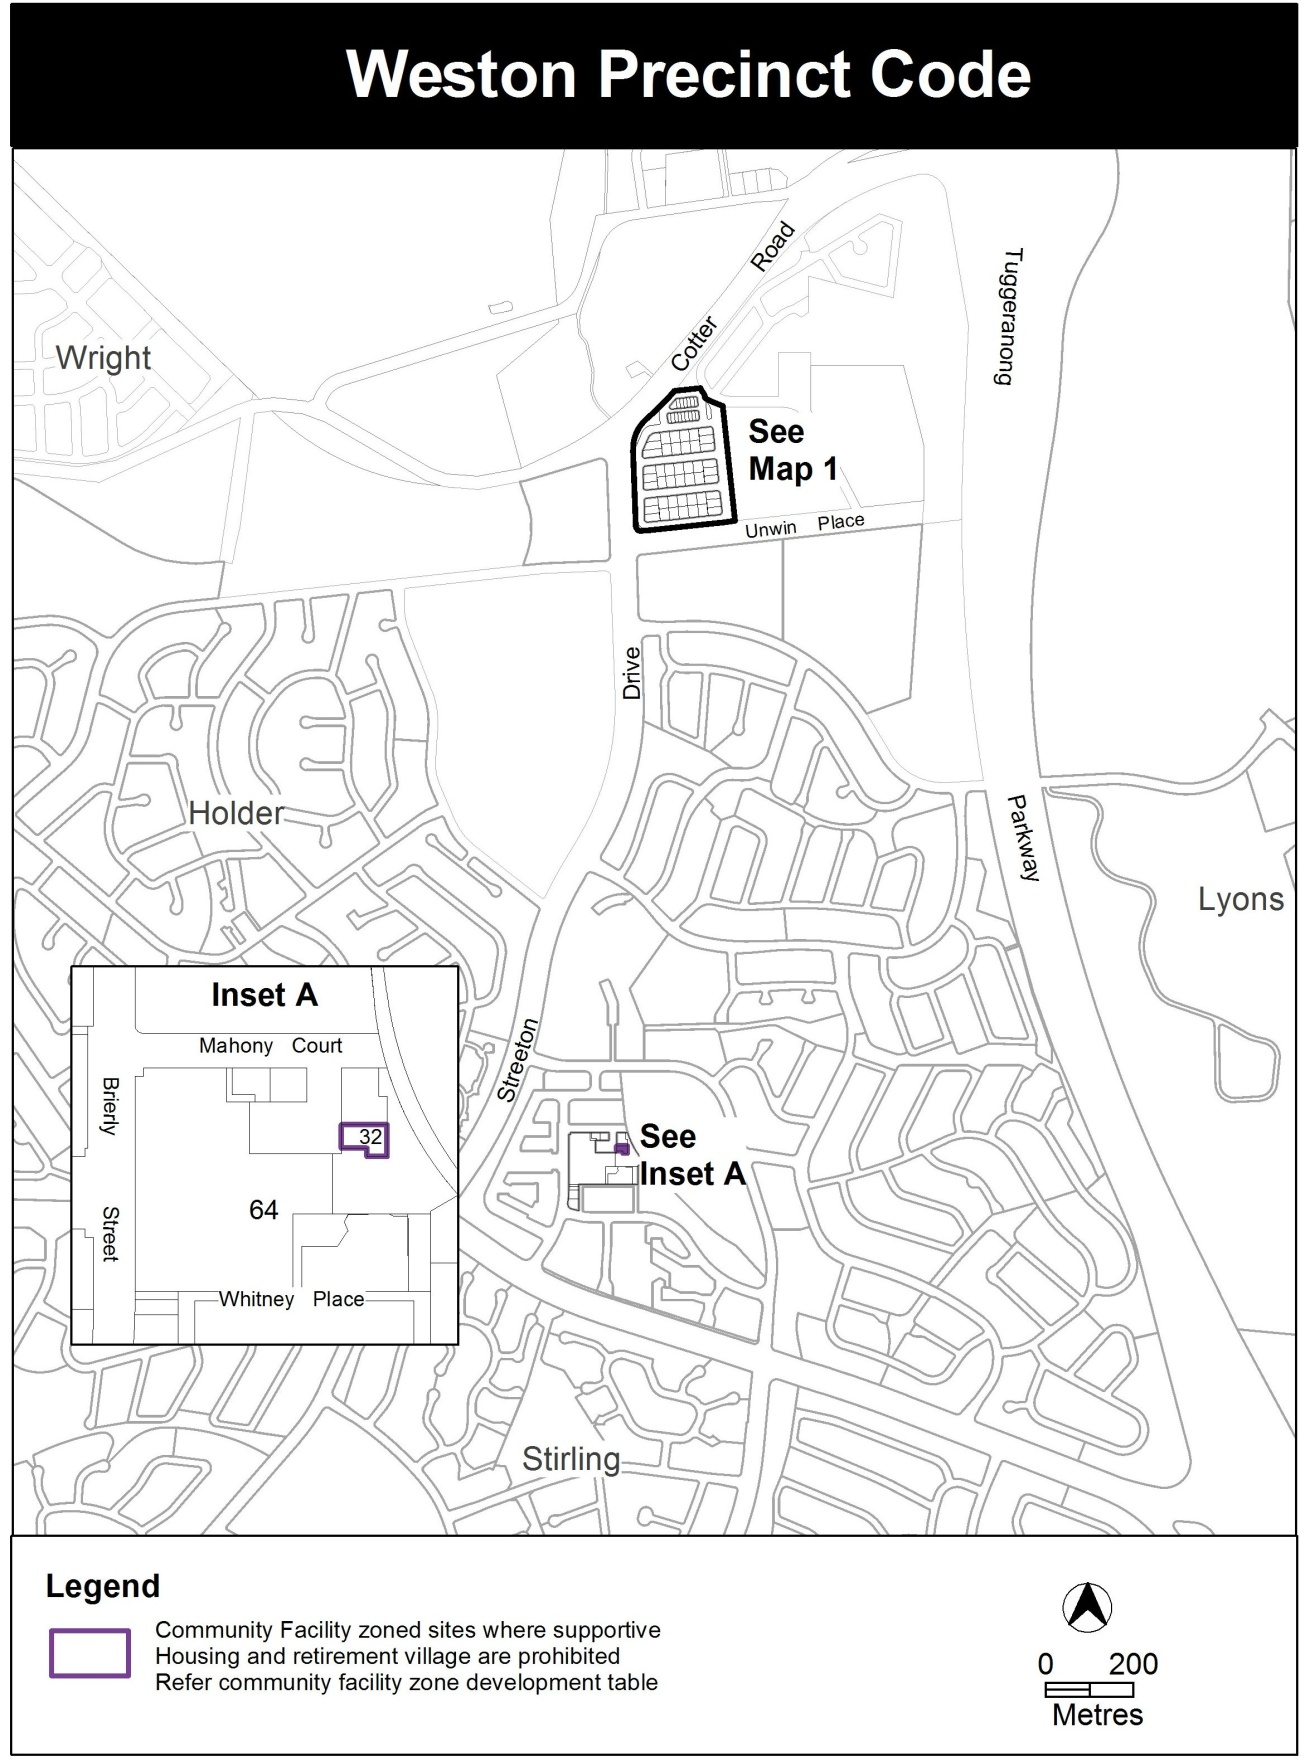 Weston Precinct Code
Cotter Road
Tuggeranong
Wright
See
Map 1
Unwin Place
Drive
Holder
Parkway
Lyons
Inset A
Mahony Court
Brierly
Street
32
64
Whitney Place
Streeton
See
Inset A
Stirling
Legend
Community Facility zoned sites where supportive
Housing and retirement village are prohibited
Refer community facility zone development table
0 200
Metres